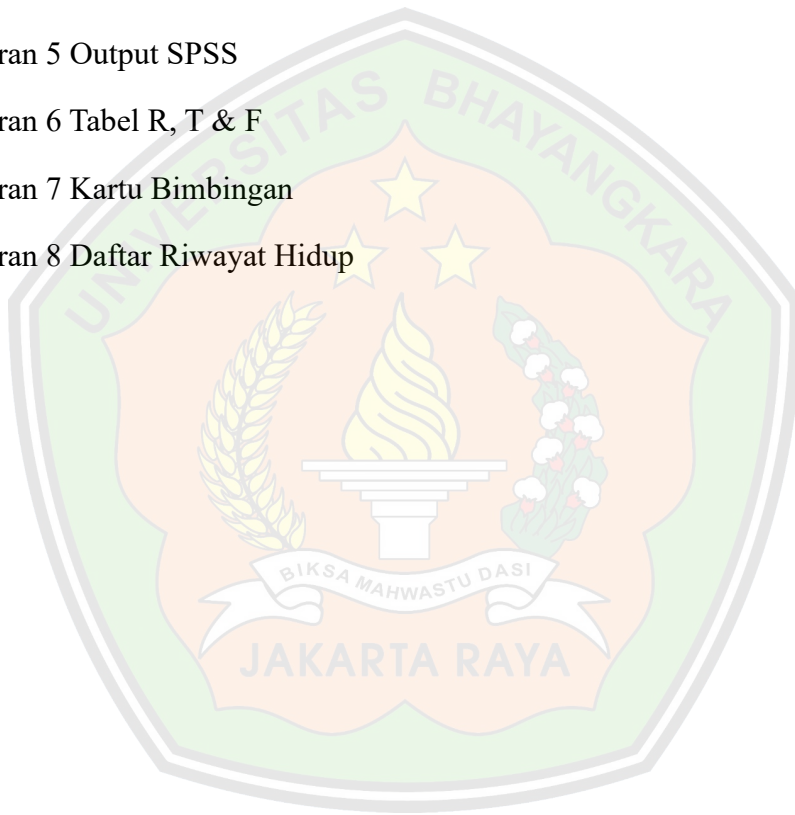 ran 5 Output SPSS
ran 6 Tabel R, T & F
ran 7 Kartu Bimbingan
ran 8 Daftar Riwayat Hidup
UNIVERSITAS BHAYANGKARA
BIKSA MAHWASTU DASI
JAKARTA RAYA